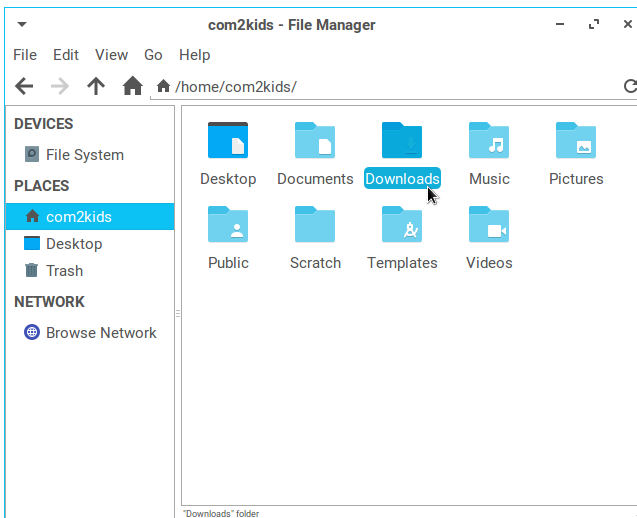 com2kids - File Manager
File Edit View Go Help
/home/com2kids/
DEVICES
File System
PLACES
com2kids
Desktop
Trash
NETWORK
Browse Network
Desktop Documents Downloads Music Pictures
Public Scratch Templates Videos
"Downloads" folder